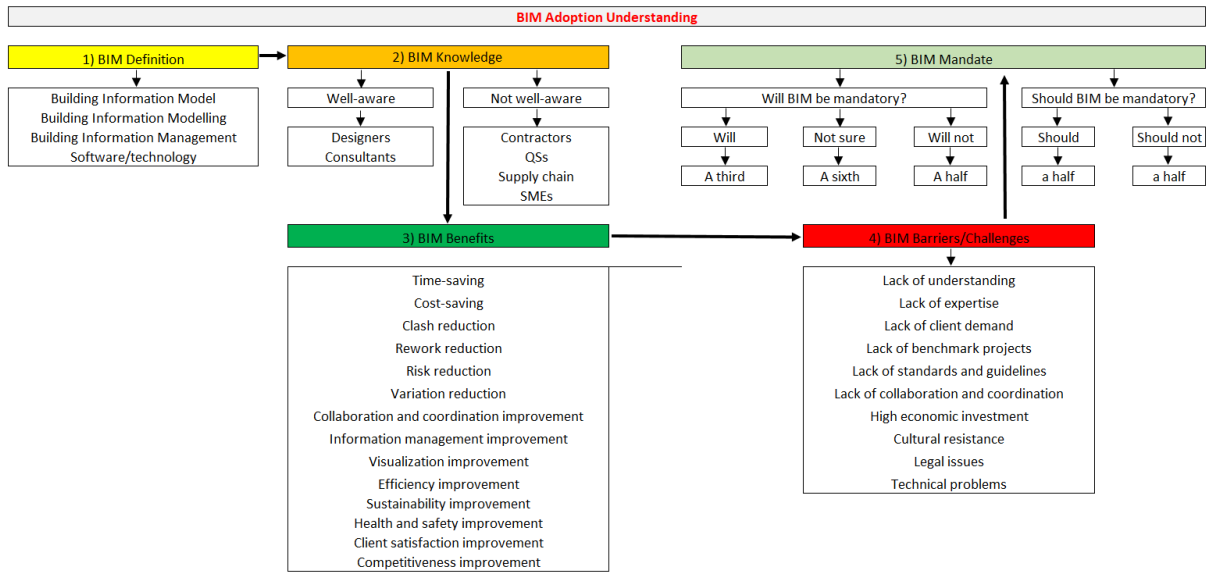 BIM Adoption Understanding
1) BIM Definition
Building Information Model
Building Information Modelling
Building Information Management
Software/technology
2) BIM Knowledge
Well-aware
Designers
Consultants
Not well-aware
Contractors
QSs
Supply chain
SMEs
3) BIM Benefits
Time-saving
Cost-saving
Clash reduction
Rework reduction
Risk reduction
Variation reduction
Collaboration and coordination improvement
Information management improvement
Visualization improvement
Efficiency improvement
Sustainability improvement
Health and safety improvement
Client satisfaction improvement
Competitiveness improvement
4) BIM Barriers/Challenges
Lack of understanding
Lack of expertise
Lack of client demand
Lack of benchmark projects
Lack of standards and guidelines
Lack of collaboration and coordination
High economic investment
Cultural resistance
Legal issues
Technical problems
5) BIM Mandate
Will BIM be mandatory?
Will
A third
Not sure
A sixth
Will not
A half
Should BIM be mandatory?
Should
a half
Should not
a half